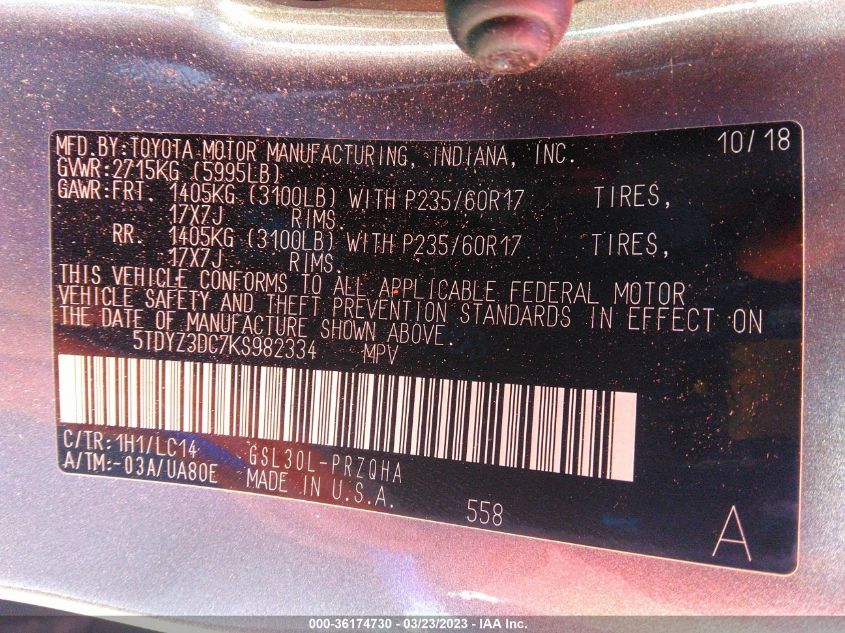 MFD.BY:TOYOTA MOTOR MANUFACTURING, INDIANA, INC. 10/18
GVWR:2715KG (5995LB)
GAWR:FRT. 1405KG (3100LB) WITH P235/60R17 TIRES,
17X7J RIMS.
RR. 1405KG (3100LB) WITH P235/60R17 TIRES,
17X7J RIMS.
THIS VEHICLE CONFORMS TO ALL APPLICABLE FEDERAL MOTOR
VEHICLE SAFETY AND THEFT PREVENTION STANDARDS IN EFFECT ON
THE DATE OF MANUFACTURE SHOWN ABOVE.
5TDYZ3DC7KS982334 MPV
C/TR:1H1/LC14 GSL30L-PRZQHA
A/TM:-03A/UA80E MADE IN U.S.A.
558 A
000-36174730 - 03/23/2023 - IAA Inc.